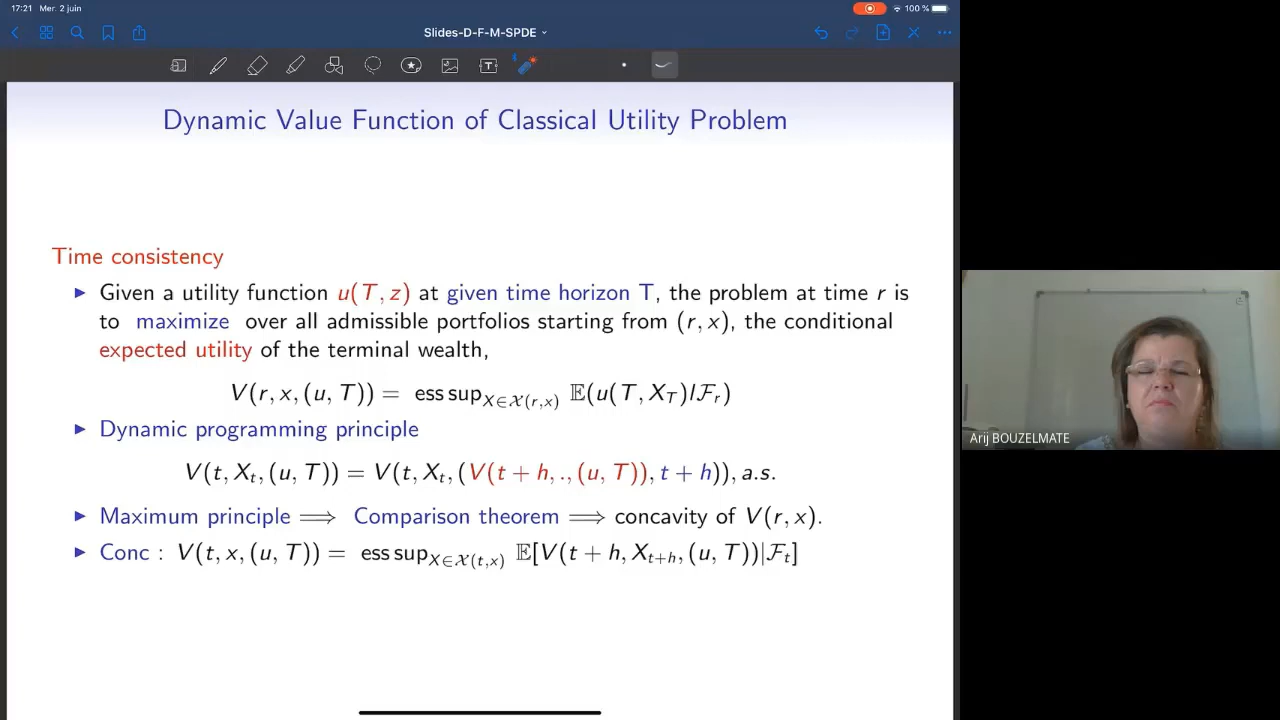 17:21 Mer. 2 juin
100 %
Slides-D-F-M-SPDE
T
Dynamic Value Function of Classical Utility Problem
Time consistency
▶ Given a utility function u(T, z) at given time horizon T, the problem at time r is
to maximize over all admissible portfolios starting from (r, x), the conditional
expected utility of the terminal wealth,
V(r, x, (u, T)) = ess sup_{X∈𝒳(r,x)} 𝔼(u(T, X_T)/ℱ_r)
▶ Dynamic programming principle
V(t, X_t, (u, T)) = V(t, X_t, (V(t + h, ., (u, T)), t + h)), a.s.
▶ Maximum principle ⟹ Comparison theorem ⟹ concavity of V(r, x).
▶ Conc : V(t, x, (u, T)) = ess sup_{X∈𝒳(t,x)} 𝔼[V(t + h, X_{t+h}, (u, T))|ℱ_t]
Arij BOUZELMATE